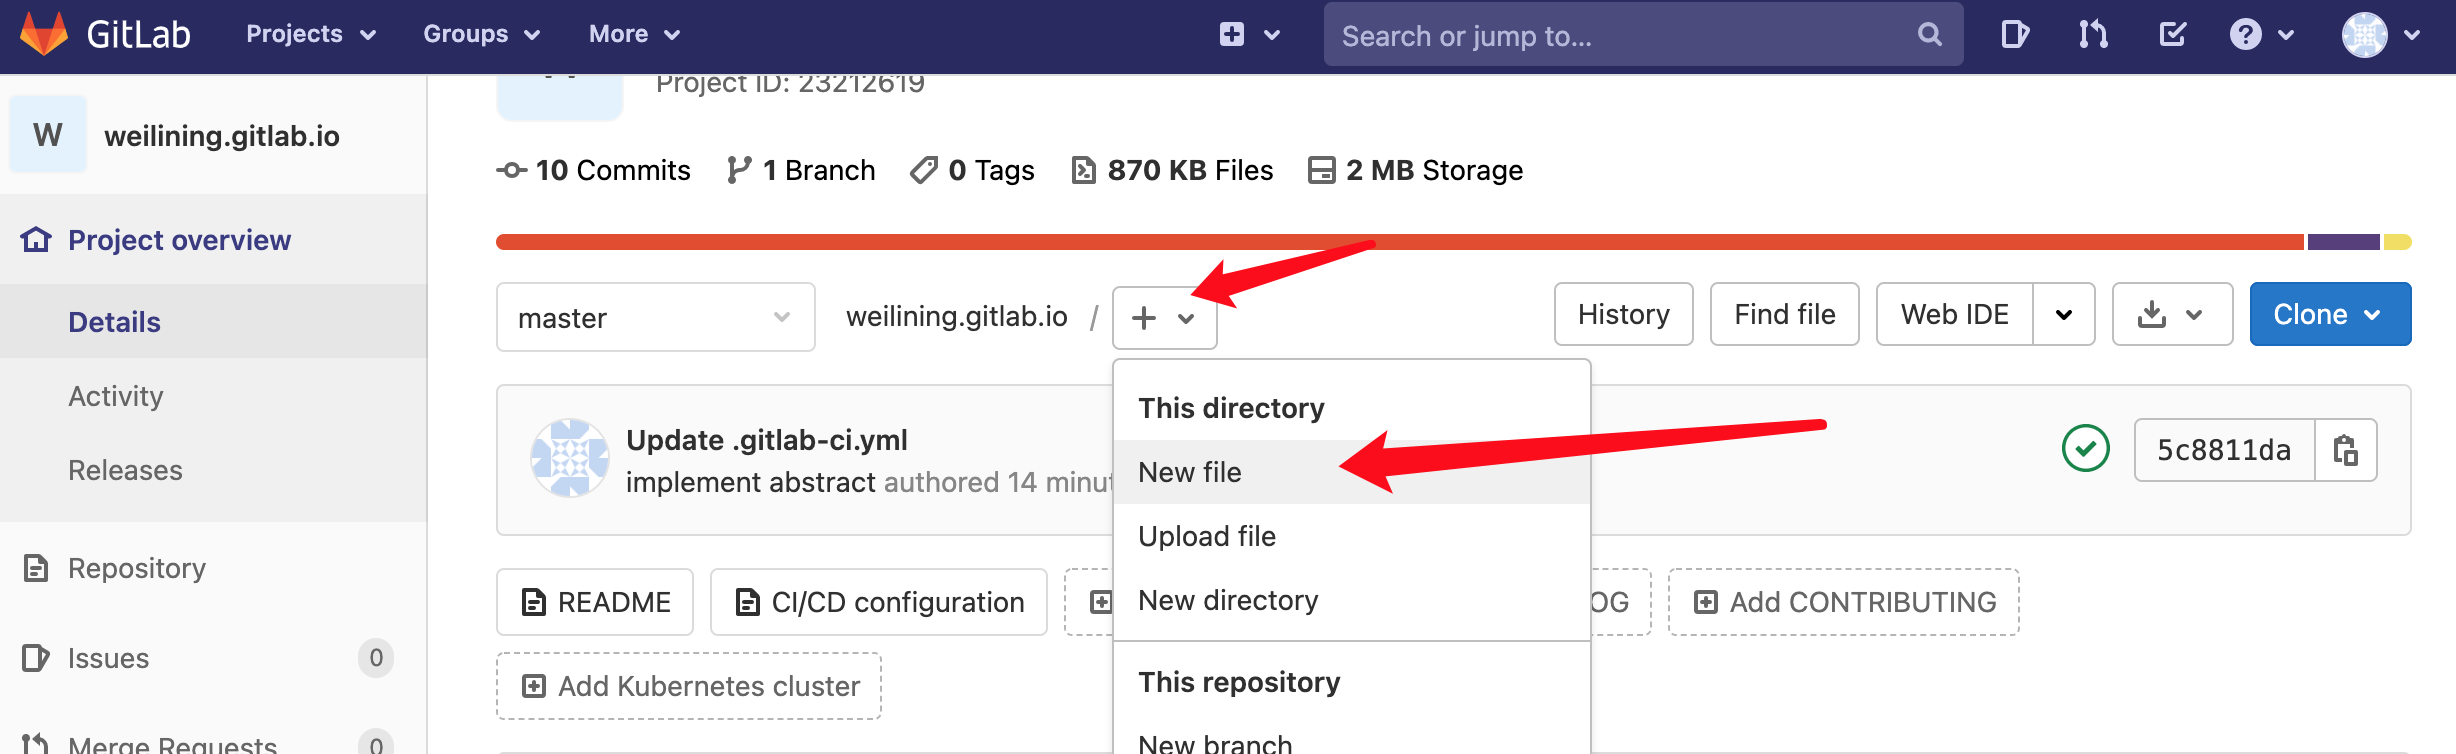 GitLab Projects Groups More Search or jump to...
Project ID: 23212619
W weilining.gitlab.io
10 Commits 1 Branch 0 Tags 870 KB Files 2 MB Storage
Project overview
master weilining.gitlab.io / + History Find file Web IDE Clone
Details
This directory
Activity
Update .gitlab-ci.yml
implement abstract authored 14
5c8811da
New file
Releases
Upload file
Repository
README CI/CD configuration
New directory
Add CONTRIBUTING
Issues 0
Add Kubernetes cluster
This repository
Merge Requests 0
New branch